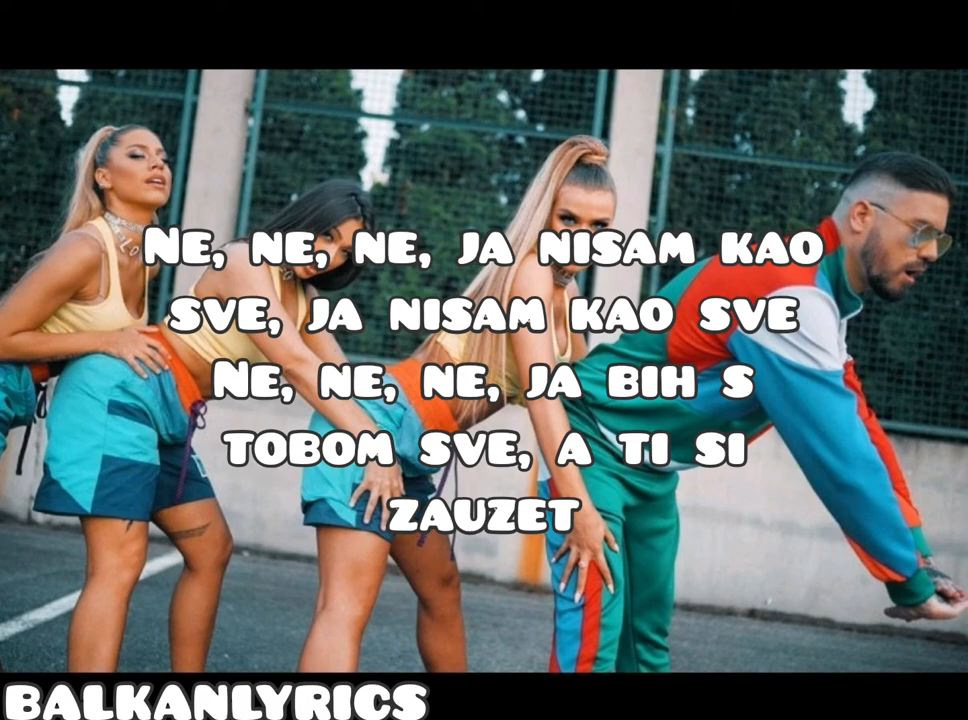 Ne, ne, ne, ja nisam kao
sve, ja nisam kao sve
Ne, ne, ne, ja bih s
tobom sve, a ti si
zauzet
BALKANLYRICS